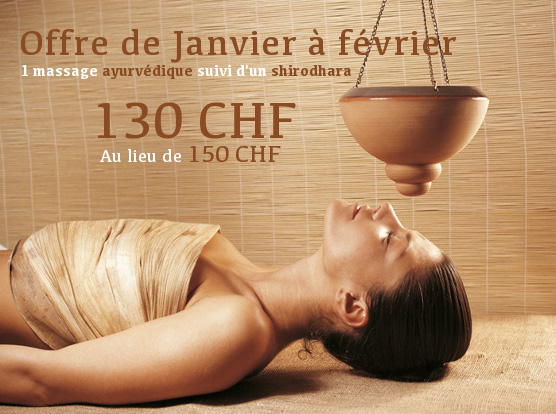 Offre de Janvier à février
1 massage ayurvédique suivi d'un shirodhara
130 CHF
Au lieu de 150 CHF